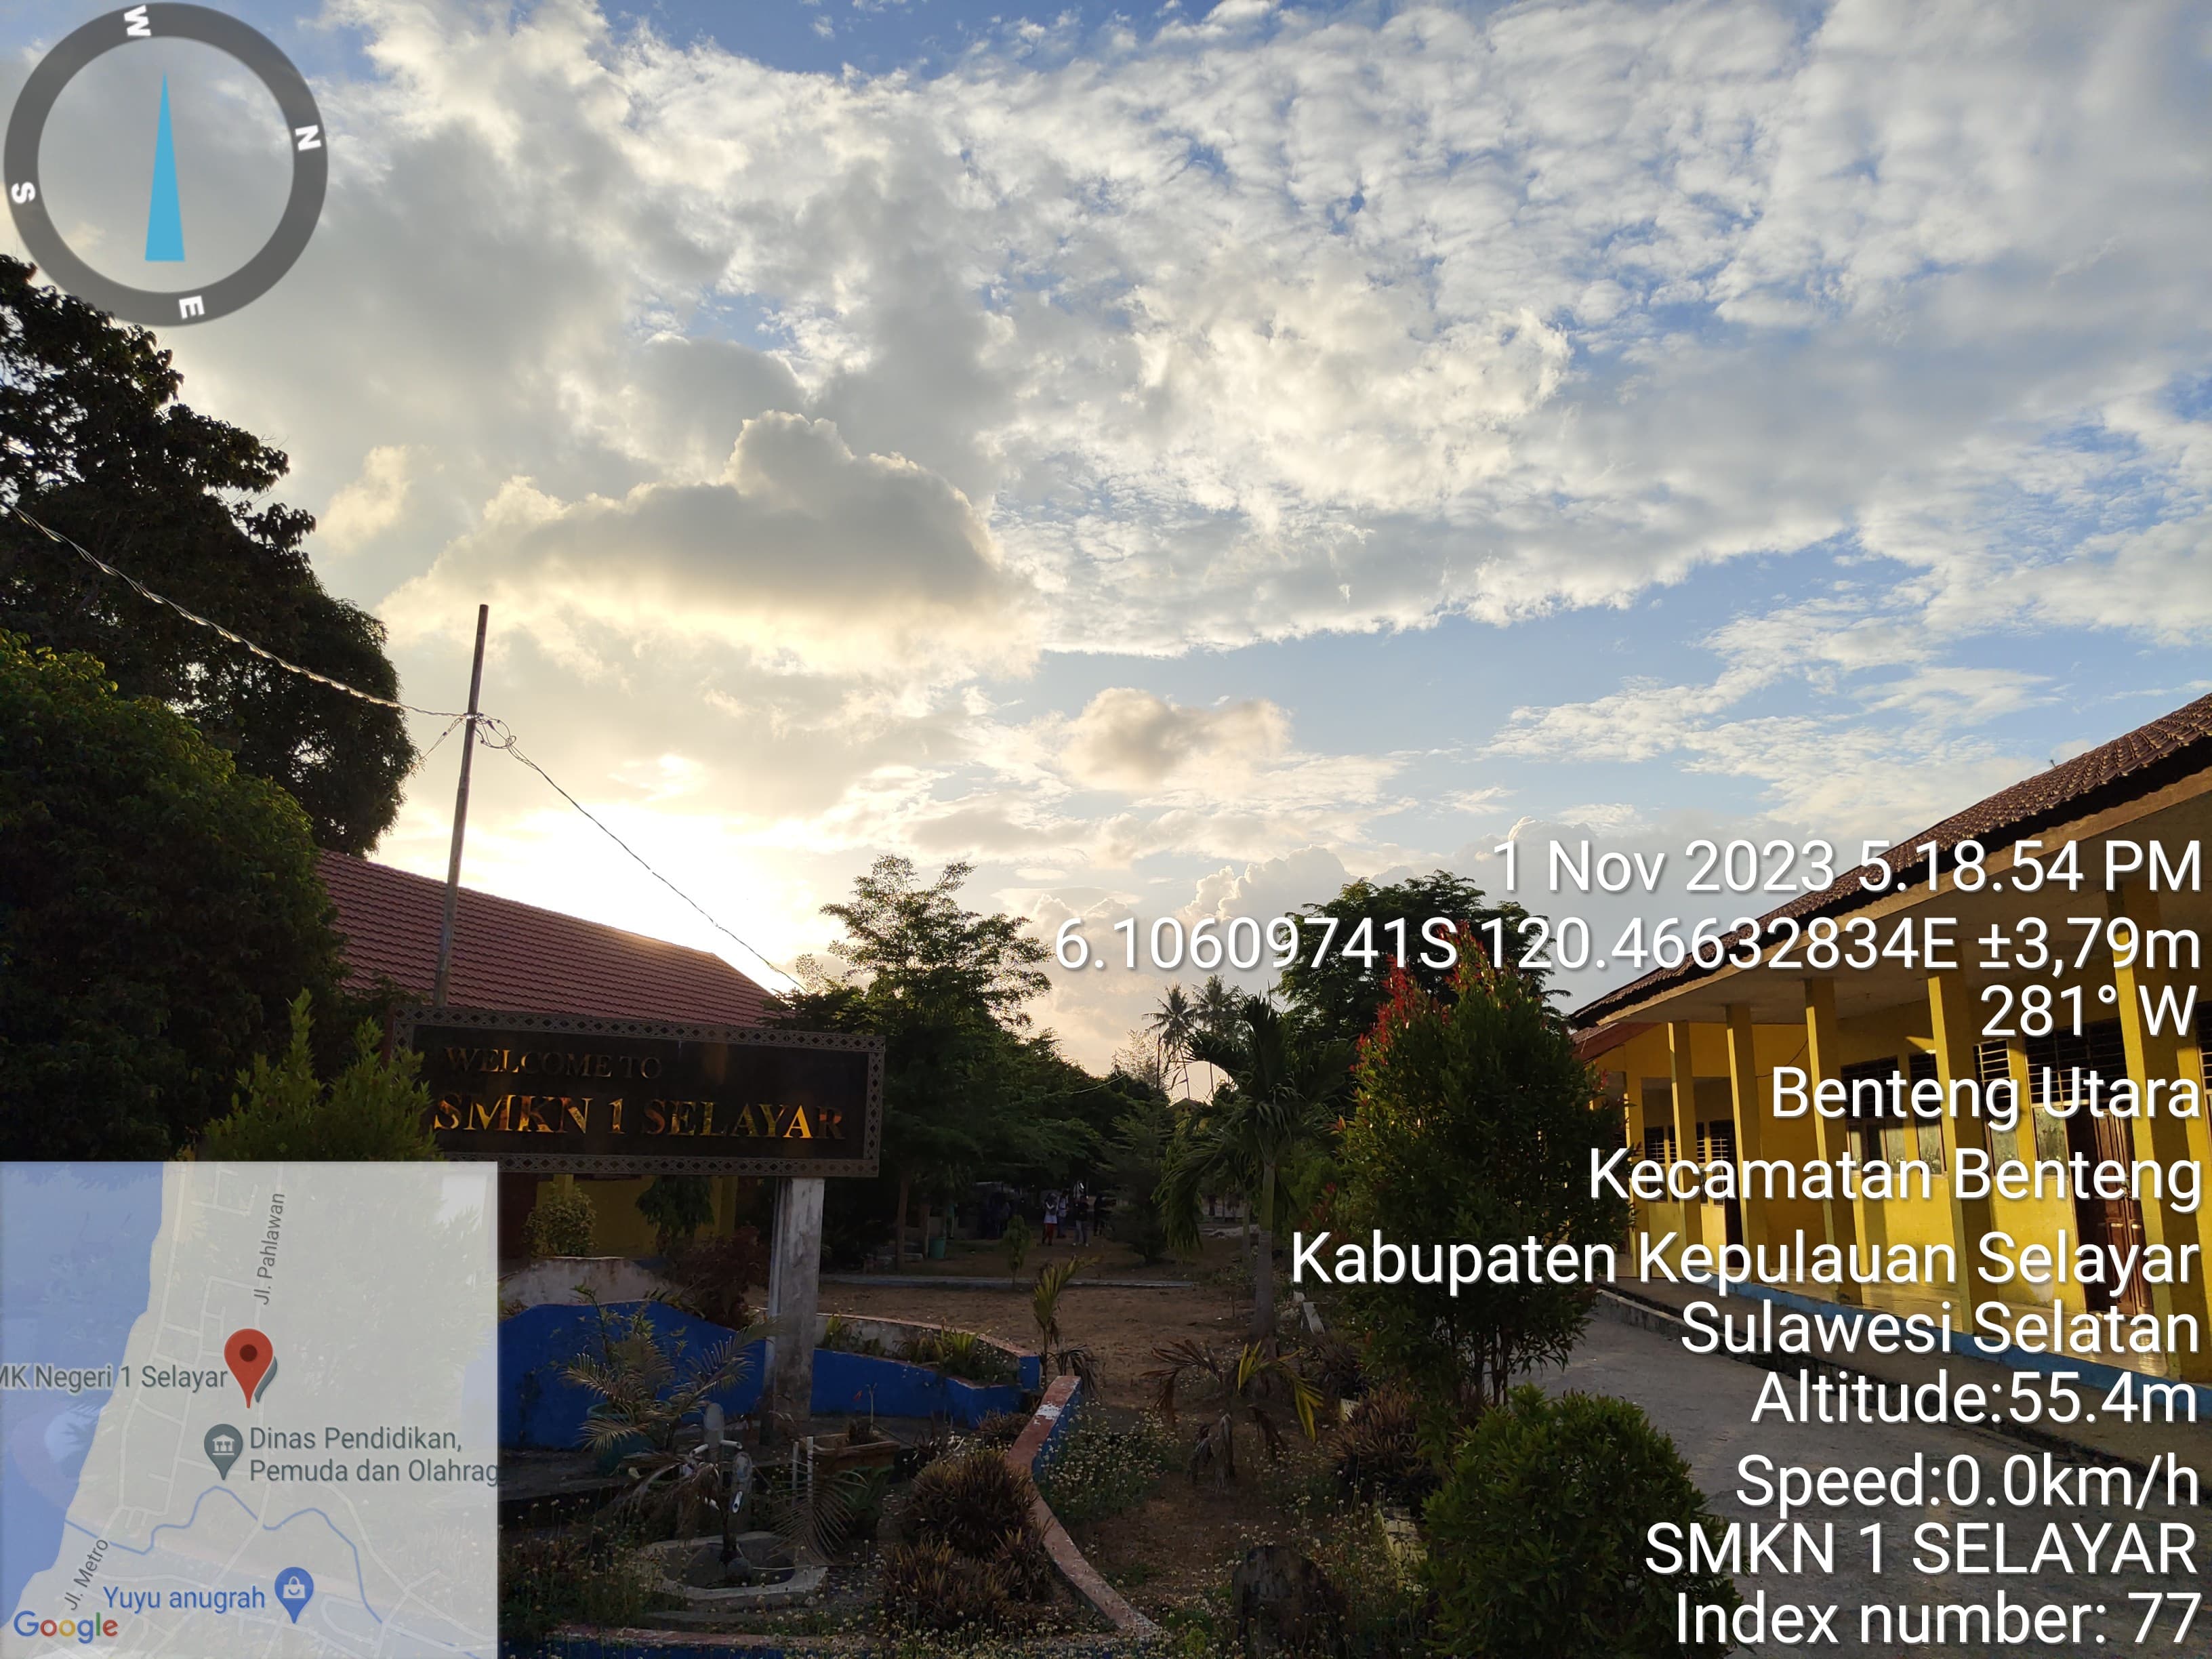 W
N
S
E
WELCOME TO
SMKN 1 SELAYAR
1 Nov 2023 5.18.54 PM
6.10609741S 120.46632834E ±3,79m
281° W
Benteng Utara
Kecamatan Benteng
Kabupaten Kepulauan Selayar
Sulawesi Selatan
Altitude:55.4m
Speed:0.0km/h
SMKN 1 SELAYAR
Index number: 77
Jl. Pahlawan
MK Negeri 1 Selayar
Dinas Pendidikan,
Pemuda dan Olahrag
Jl. Metro
Yuyu anugrah
Google